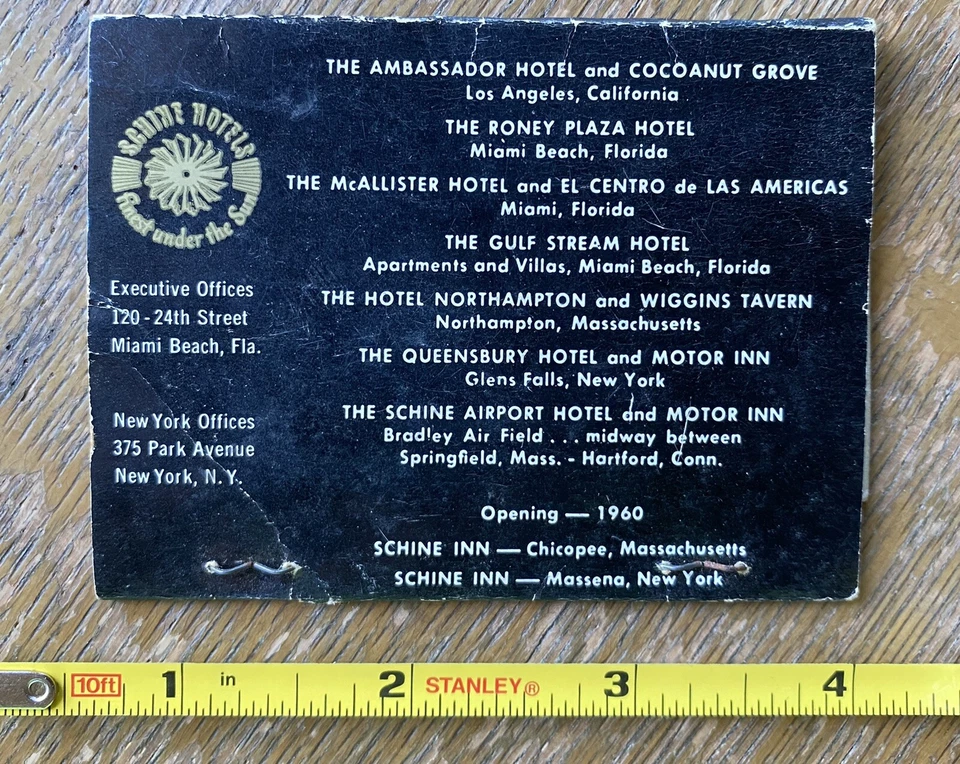 SCHINE HOTELS
Finest under the Sun
Executive Offices
120 - 24th Street
Miami Beach, Fla.
New York Offices
375 Park Avenue
New York, N.Y.
THE AMBASSADOR HOTEL and COCOANUT GROVE
Los Angeles, California
THE RONEY PLAZA HOTEL
Miami Beach, Florida
THE McALLISTER HOTEL and EL CENTRO de LAS AMERICAS
Miami, Florida
THE GULF STREAM HOTEL
Apartments and Villas, Miami Beach, Florida
THE HOTEL NORTHAMPTON and WIGGINS TAVERN
Northampton, Massachusetts
THE QUEENSBURY HOTEL and MOTOR INN
Glens Falls, New York
THE SCHINE AIRPORT HOTEL and MOTOR INN
Bradley Air Field . . . midway between
Springfield, Mass. - Hartford, Conn.
Opening — 1960
SCHINE INN — Chicopee, Massachusetts
SCHINE INN — Massena, New York
10ft 1 in 2 STANLEY® 3 4